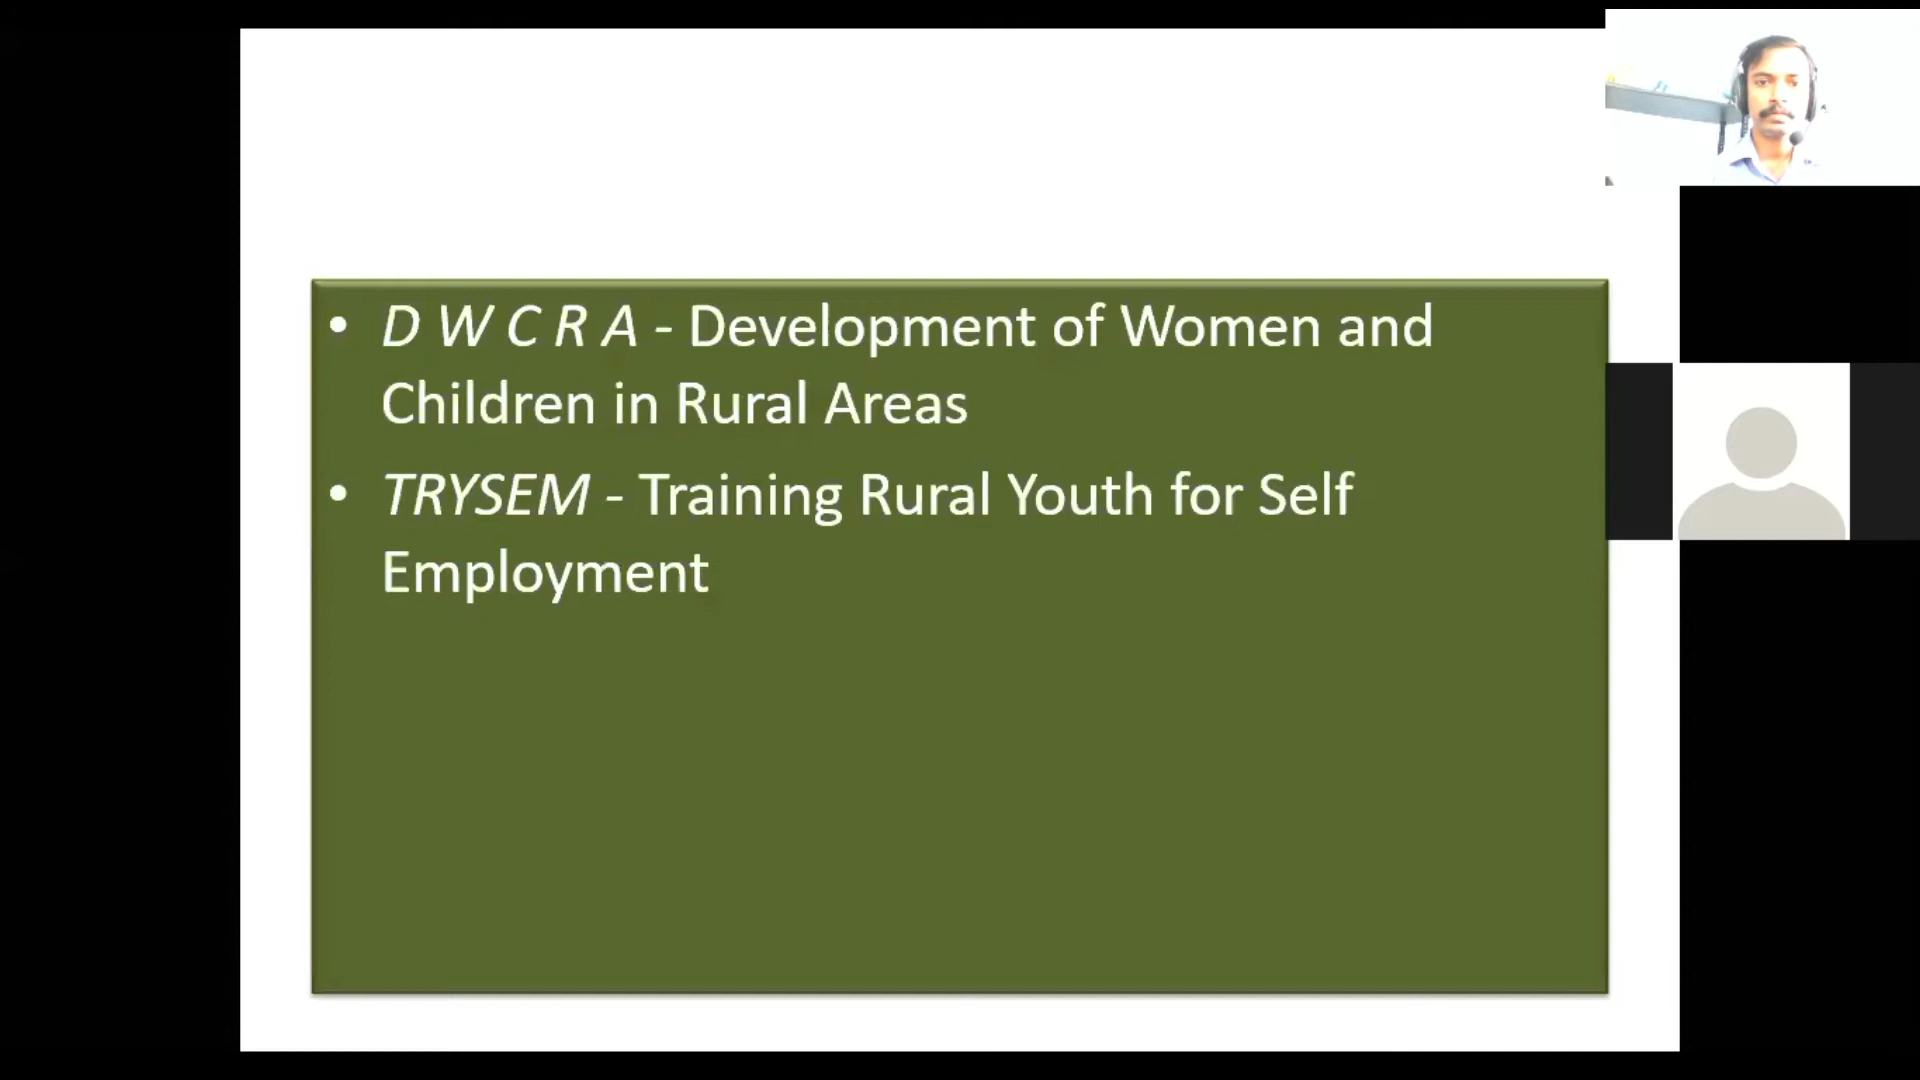 • D W C R A - Development of Women and
Children in Rural Areas
• TRYSEM - Training Rural Youth for Self
Employment